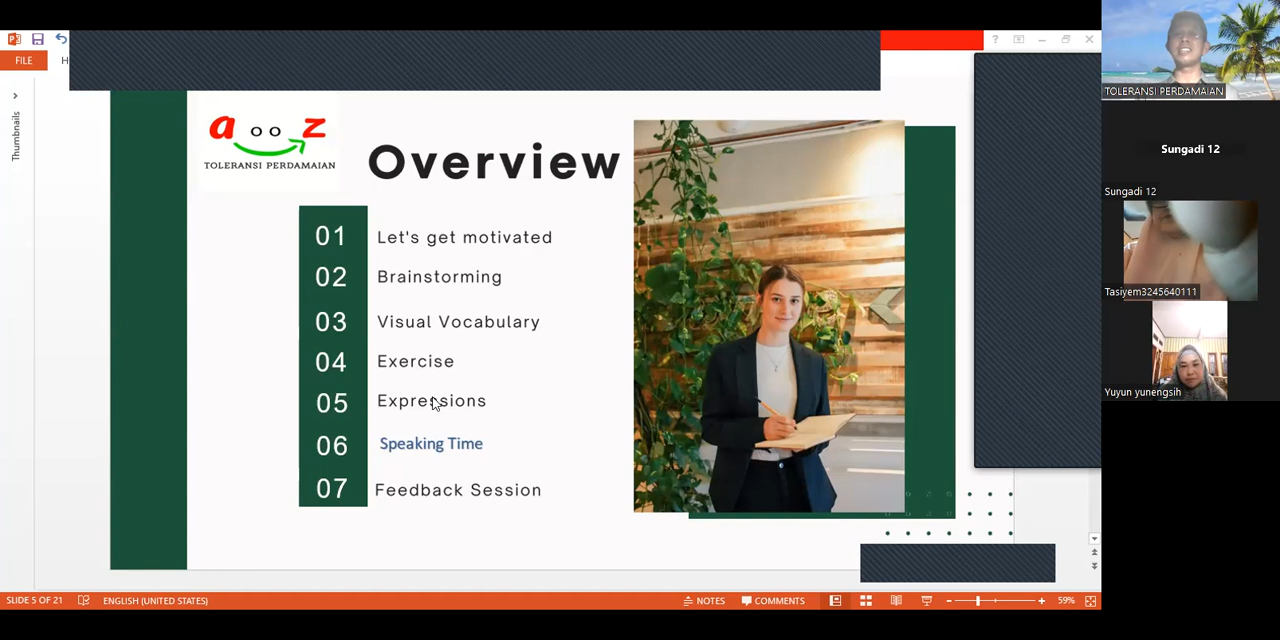 FILE
H
Thumbnails
a oo z
TOLERANSI PERDAMAIAN
Overview
01 Let's get motivated
02 Brainstorming
03 Visual Vocabulary
04 Exercise
05 Expressions
06 Speaking Time
07 Feedback Session
SLIDE 5 OF 21
ENGLISH (UNITED STATES)
NOTES
COMMENTS
59%
TOLERANSI PERDAMAIAN
Sungadi 12
Sungadi 12
Tasiyem3245640111
Yuyun yunengsih